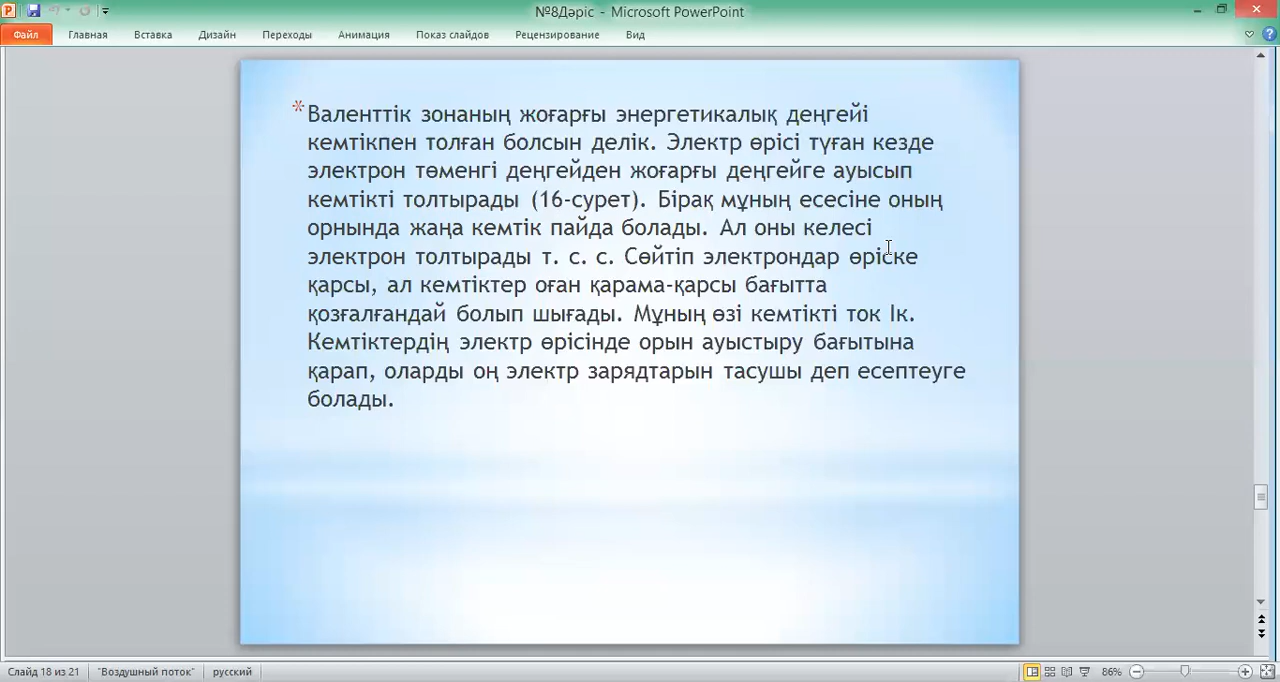 №8Дәріс - Microsoft PowerPoint
Файл Главная Вставка Дизайн Переходы Анимация Показ слайдов Рецензирование Вид
* Валенттік зонаның жоғарғы энергетикалық деңгейі
кемтікпен толған болсын делік. Электр өрісі түған кезде
электрон төменгі деңгейден жоғарғы деңгейге ауысып
кемтікті толтырады (16-сурет). Бірақ мұның есесіне оның
орнында жаңа кемтік пайда болады. Ал оны келесі
электрон толтырады т. с. с. Сөйтіп электрондар өріске
қарсы, ал кемтіктер оған қарама-қарсы бағытта
қозғалғандай болып шығады. Мұның өзі кемтікті ток Ік.
Кемтіктердің электр өрісінде орын ауыстыру бағытына
қарап, оларды оң электр зарядтарын тасушы деп есептеуге
болады.
Слайд 18 из 21 "Воздушный поток" русский 86%